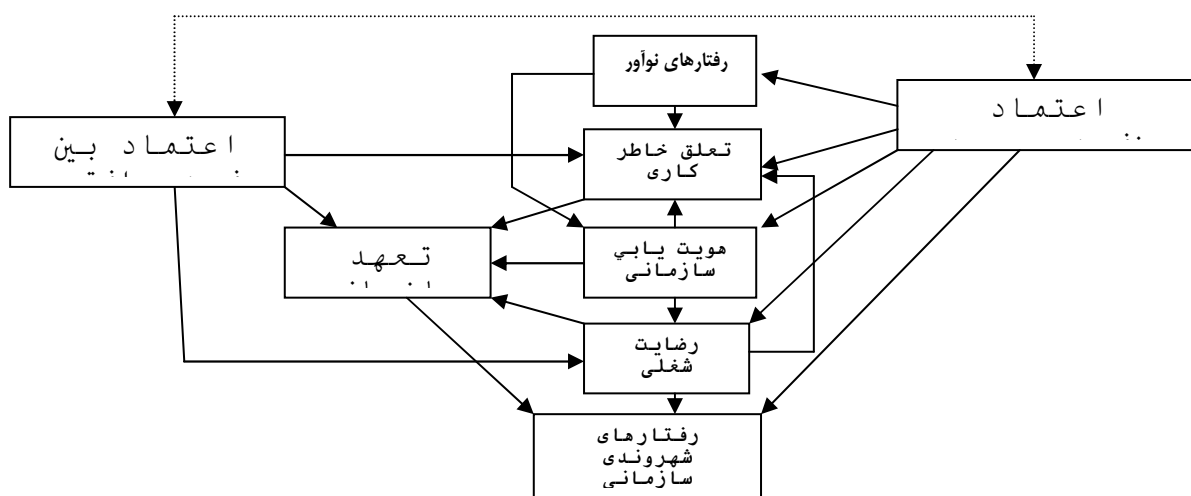 رفتارهای نوآور
اعتماد
اعتماد بین
تعلق خاطر
کاری
تعهد
هویت یابي
سازمانی
رضایت
شغلی
رفتارهای
شهروندی
سازمانی